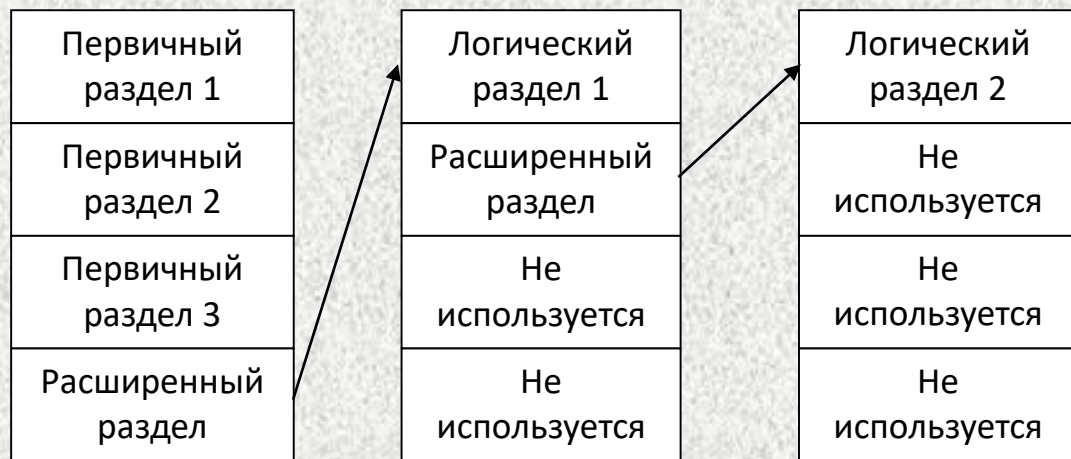 Первичный
раздел 1
Первичный
раздел 2
Первичный
раздел 3
Расширенный
раздел
Логический
раздел 1
Расширенный
раздел
Не
используется
Не
используется
Логический
раздел 2
Не
используется
Не
используется
Не
используется